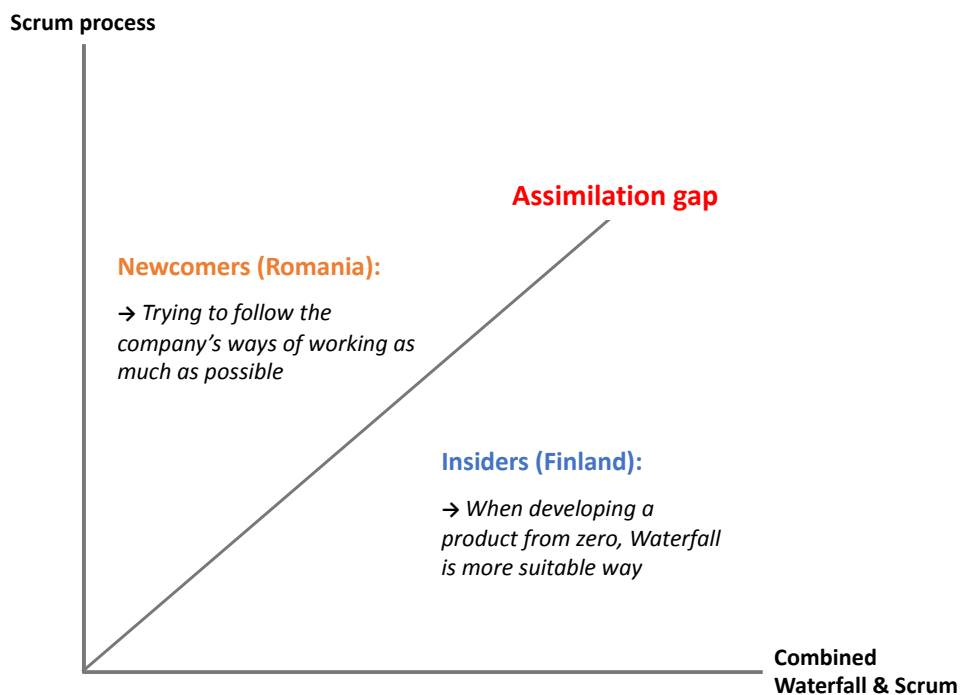 Scrum process
Assimilation gap
Newcomers (Romania):
→ Trying to follow the
company’s ways of working as
much as possible
Insiders (Finland):
→ When developing a
product from zero, Waterfall
is more suitable way
Combined
Waterfall & Scrum